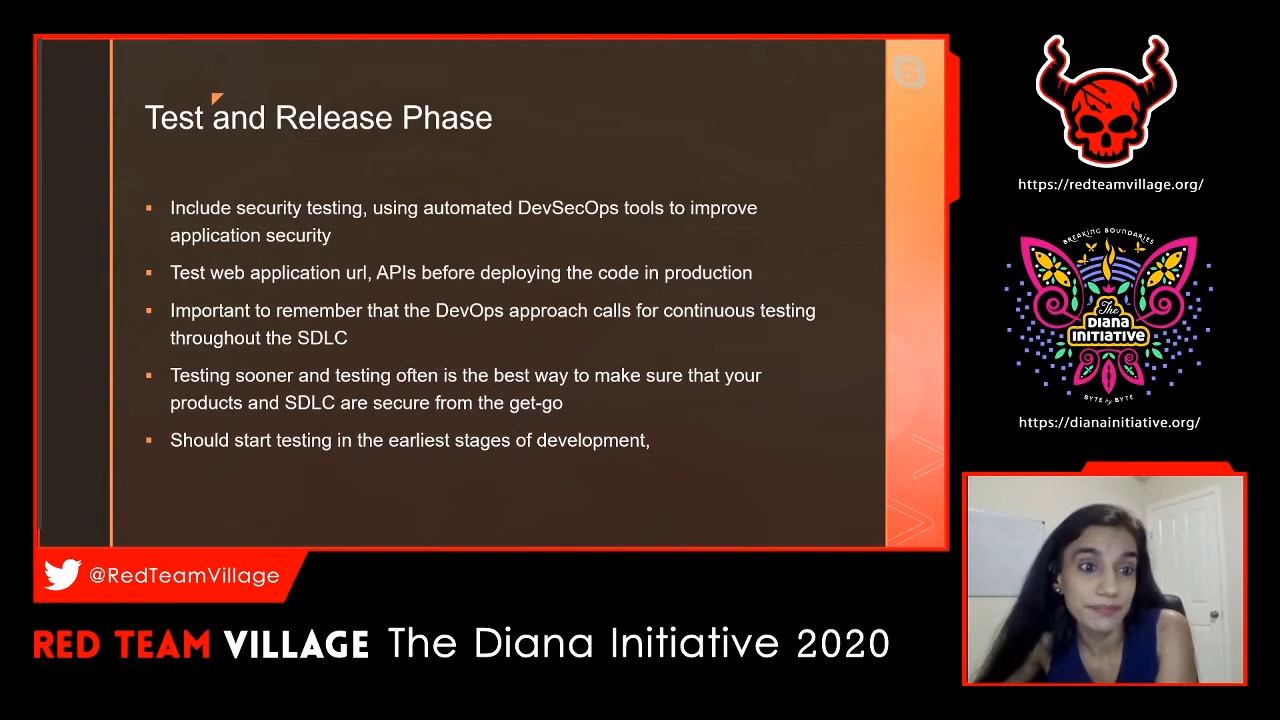 Test and Release Phase
Include security testing, using automated DevSecOps tools to improve
application security
Test web application url, APIs before deploying the code in production
Important to remember that the DevOps approach calls for continuous testing
throughout the SDLC
Testing sooner and testing often is the best way to make sure that your
products and SDLC are secure from the get-go
Should start testing in the earliest stages of development,
https://redteamvillage.org/
BREAKING BOUNDARIES
The
DIANA
INITIATIVE
BYTE by BYTE
https://dianainitiative.org/
@RedTeamVillage
RED TEAM VILLAGE The Diana Initiative 2020